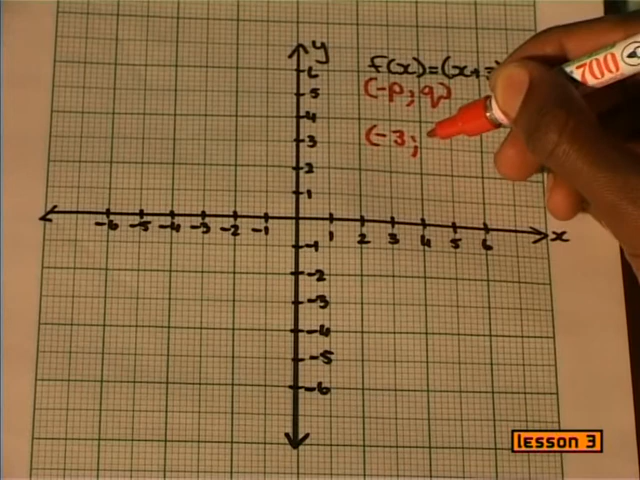 y
f(x)=(x+3
(-p;q)
(-3;
6
5
4
3
2
1
-6 -5 -4 -3 -2 -1 1 2 3 4 5 6 x
-1
-2
-3
-4
-5
-6
700
lesson 3